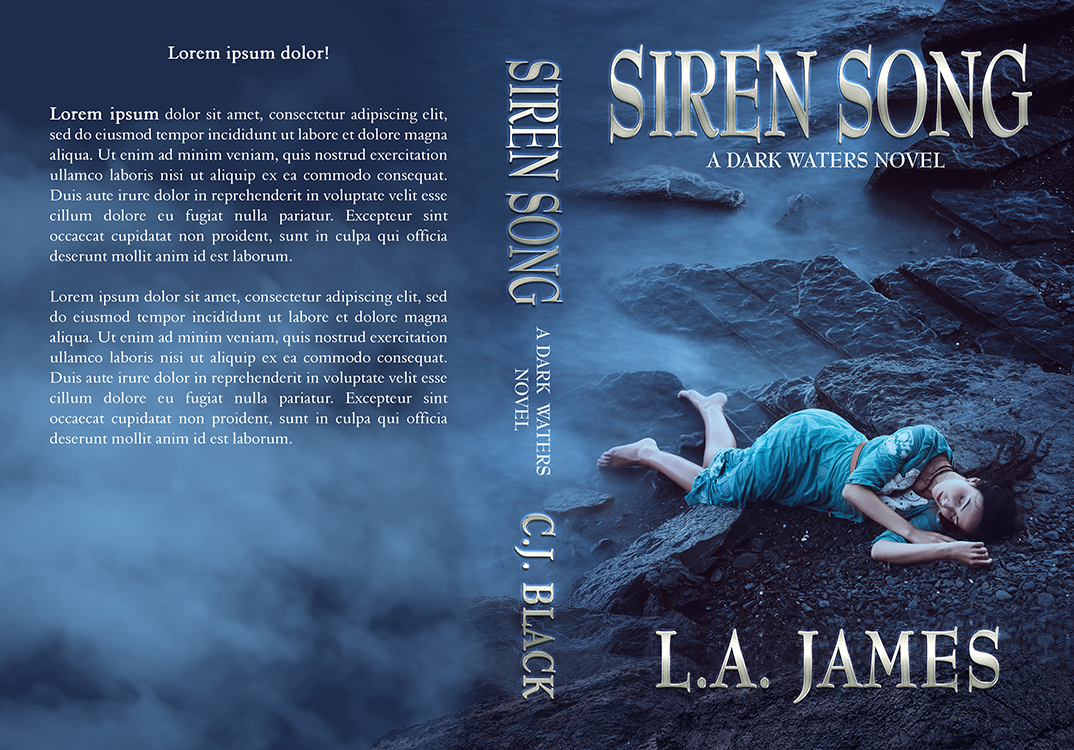 Lorem ipsum dolor!
Lorem ipsum dolor sit amet, consectetur adipiscing elit,
sed do eiusmod tempor incididunt ut labore et dolore magna
aliqua. Ut enim ad minim veniam, quis nostrud exercitation
ullamco laboris nisi ut aliquip ex ea commodo consequat.
Duis aute irure dolor in reprehenderit in voluptate velit esse
cillum dolore eu fugiat nulla pariatur. Excepteur sint
occaecat cupidatat non proident, sunt in culpa qui officia
deserunt mollit anim id est laborum.
Lorem ipsum dolor sit amet, consectetur adipiscing elit, sed
do eiusmod tempor incididunt ut labore et dolore magna
aliqua. Ut enim ad minim veniam, quis nostrud exercitation
ullamco laboris nisi ut aliquip ex ea commodo consequat.
Duis aute irure dolor in reprehenderit in voluptate velit esse
cillum dolore eu fugiat nulla pariatur. Excepteur sint
occaecat cupidatat non proident, sunt in culpa qui officia
deserunt mollit anim id est laborum.
SIREN SONG
A DARK WATERS
NOVEL
C.J. BLACK
SIREN SONG
A DARK WATERS NOVEL
L.A. JAMES